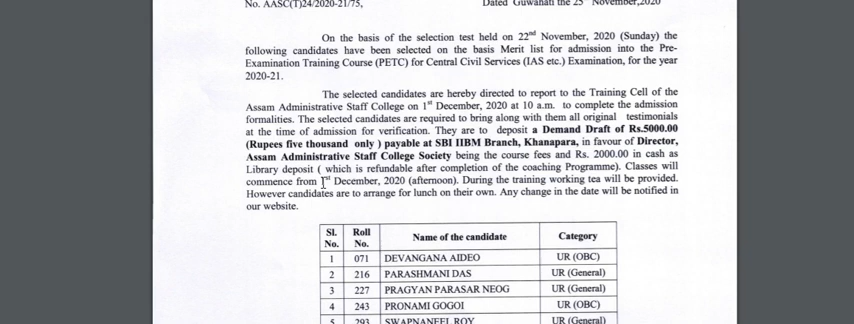 No. AASC(T)24/2020-21/75,                Dated Guwahati the 25th November,2020
On the basis of the selection test held on 22nd November, 2020 (Sunday) the
following candidates have been selected on the basis Merit list for admission into the Pre-
Examination Training Course (PETC) for Central Civil Services (IAS etc.) Examination, for the year
2020-21.
The selected candidates are hereby directed to report to the Training Cell of the
Assam Administrative Staff College on 1st December, 2020 at 10 a.m. to complete the admission
formalities. The selected candidates are required to bring along with them all original testimonials
at the time of admission for verification. They are to deposit a Demand Draft of Rs.5000.00
(Rupees five thousand only ) payable at SBI IIBM Branch, Khanapara, in favour of Director,
Assam Administrative Staff College Society being the course fees and Rs. 2000.00 in cash as
Library deposit ( which is refundable after completion of the coaching Programme). Classes will
commence from 1st December, 2020 (afternoon). During the training working tea will be provided.
However candidates are to arrange for lunch on their own. Any change in the date will be notified in
our website.
Sl. No. Roll No. Name of the candidate Category
1 071 DEVANGANA AIDEO UR (OBC)
2 216 PARASHMANI DAS UR (General)
3 227 PRAGYAN PARASAR NEOG UR (General)
4 243 PRONAMI GOGOI UR (OBC)
5 293 SWAPNANEEL ROY UR (General)